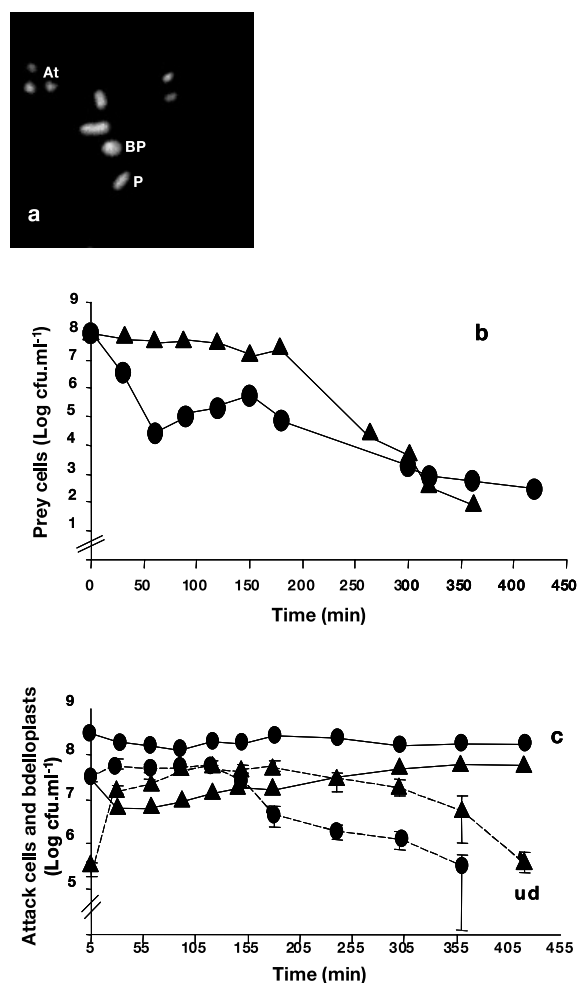 At
BP
P
a
9
8
7
6
5
4
3
2
1
Prey cells (Log cfu.ml-1)
b
0 50 100 150 200 250 300 350 400 450
Time (min)
9
8
7
6
5
Attack cells and bdelloplasts
(Log cfu.ml-1)
c
ud
5 55 105 155 205 255 305 355 405 455
Time (min)